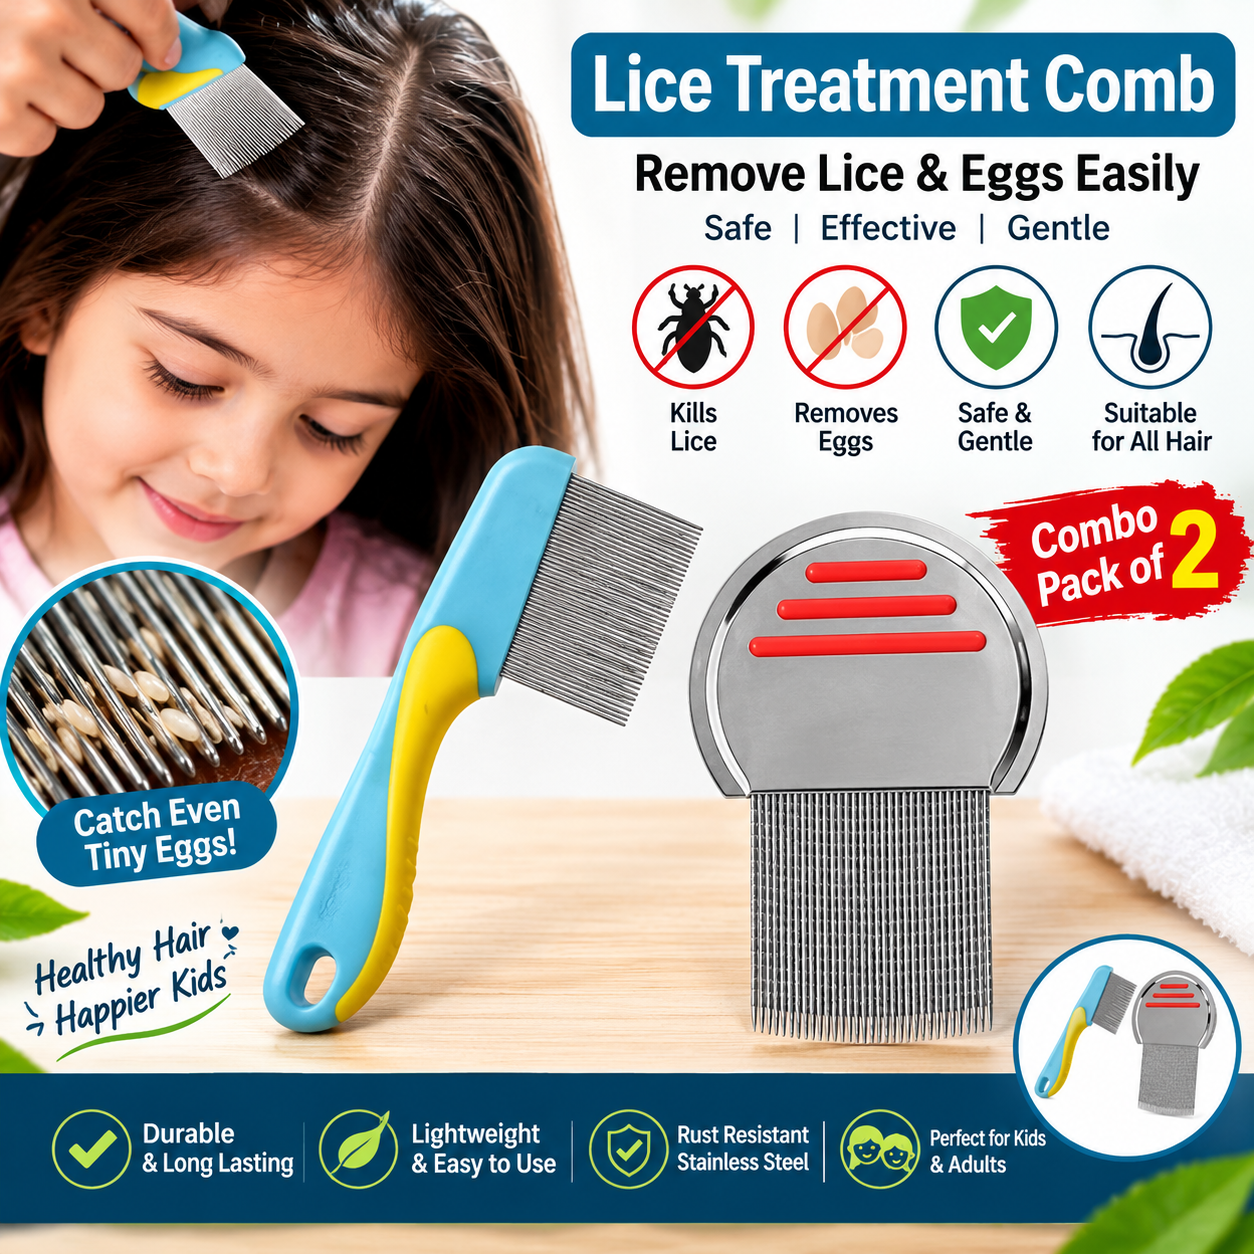 Lice Treatment Comb
Remove Lice & Eggs Easily
Safe | Effective | Gentle
Kills
Lice
Removes
Eggs
Safe &
Gentle
Suitable
for All Hair
Combo
Pack of 2
Catch Even
Tiny Eggs!
Healthy Hair
Happier Kids
Durable
& Long Lasting
Lightweight
& Easy to Use
Rust Resistant
Stainless Steel
Perfect for Kids
& Adults